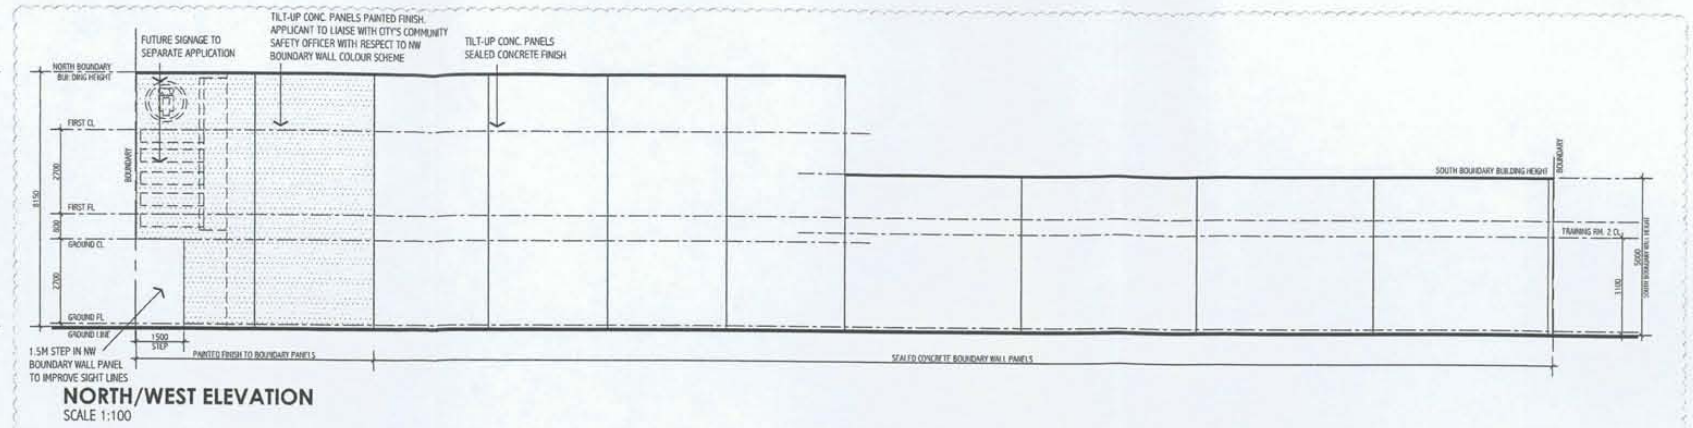 TILT-UP CONC. PANELS PAINTED FINISH.
APPLICANT TO LIAISE WITH CITY'S COMMUNITY
SAFETY OFFICER WITH RESPECT TO NW
BOUNDARY WALL COLOUR SCHEME
FUTURE SIGNAGE TO
SEPARATE APPLICATION
TILT-UP CONC. PANELS
SEALED CONCRETE FINISH
NORTH BOUNDARY
BUILDING HEIGHT
FIRST CL
BOUNDARY
2700
8150
FIRST FL
800
GROUND CL
2700
GROUND FL
GROUND LINE
1500
STEP
1.5M STEP IN NW
BOUNDARY WALL PANEL
TO IMPROVE SIGHT LINES
PAINTED FINISH TO BOUNDARY PANELS
SEALED CONCRETE BOUNDARY WALL PANELS
SOUTH BOUNDARY BUILDING HEIGHT
BOUNDARY
TRAINING RM. 2 CL
3100
5000
SOUTH BOUNDARY WALL HEIGHT
NORTH/WEST ELEVATION
SCALE 1:100